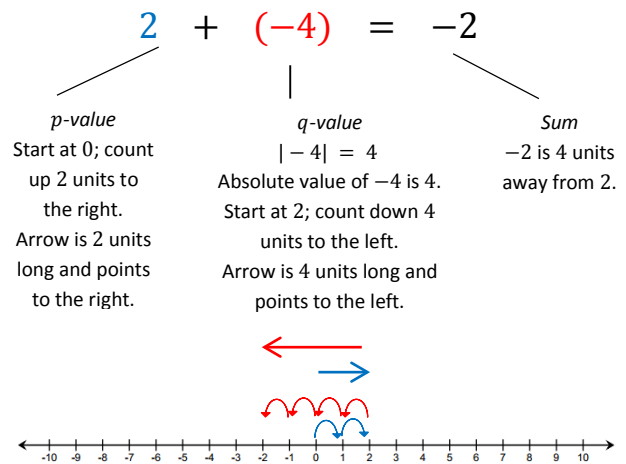 2 + (−4) = −2
p-value
Start at 0; count
up 2 units to
the right.
Arrow is 2 units
long and points
to the right.
q-value
|−4| = 4
Absolute value of −4 is 4.
Start at 2; count down 4
units to the left.
Arrow is 4 units long and
points to the left.
Sum
−2 is 4 units
away from 2.
-10 -9 -8 -7 -6 -5 -4 -3 -2 -1 0 1 2 3 4 5 6 7 8 9 10